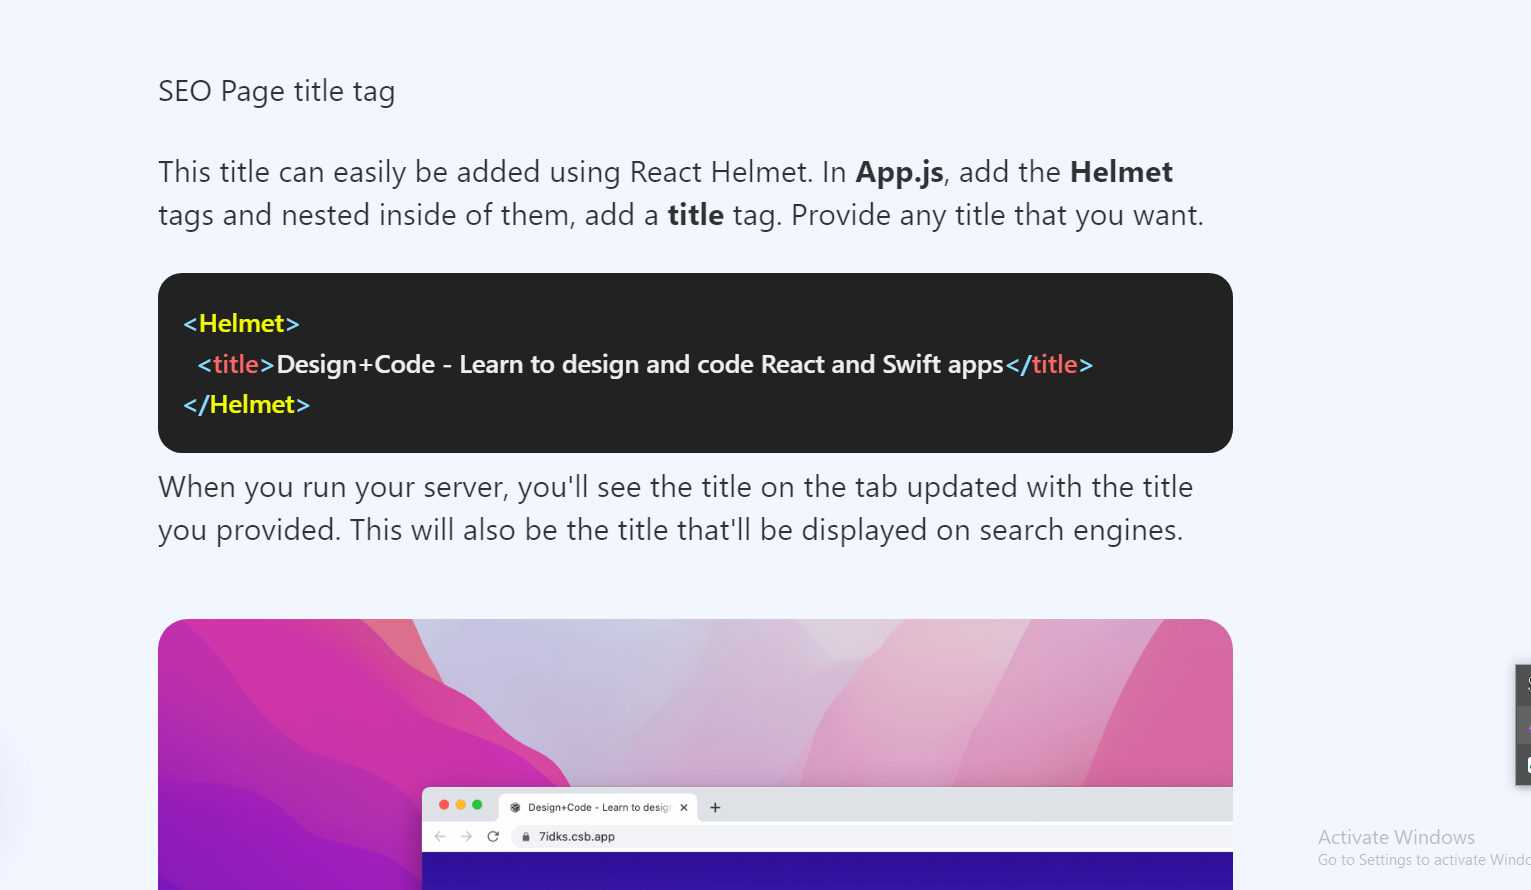 SEO Page title tag
This title can easily be added using React Helmet. In App.js, add the Helmet
tags and nested inside of them, add a title tag. Provide any title that you want.
<Helmet>
<title>Design+Code - Learn to design and code React and Swift apps</title>
</Helmet>
When you run your server, you'll see the title on the tab updated with the title
you provided. This will also be the title that'll be displayed on search engines.
Design+Code - Learn to design
7idks.csb.app
Activate Windows
Go to Settings to activate